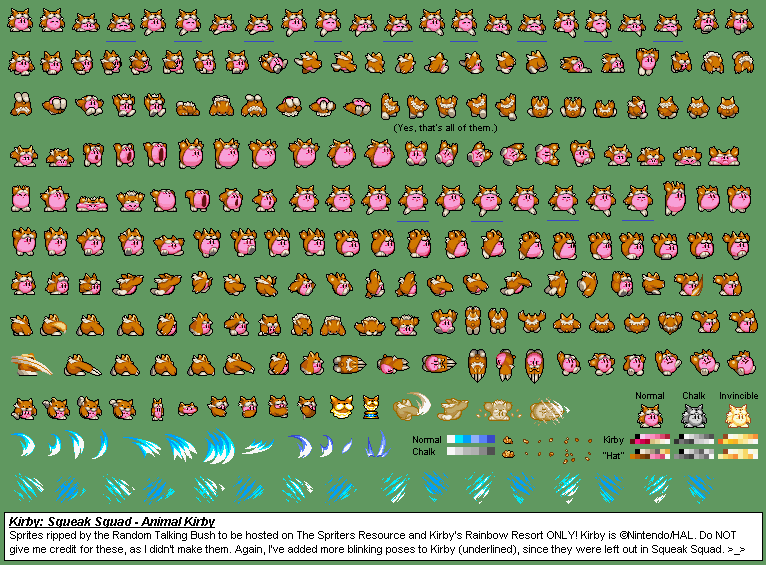 (Yes, that's all of them.)
Normal Chalk Invincible
Normal
Chalk
Kirby
"Hat"
Kirby: Squeak Squad - Animal Kirby
Sprites ripped by the Random Talking Bush to be hosted on The Spriters Resource and Kirby's Rainbow Resort ONLY! Kirby is ©Nintendo/HAL. Do NOT
give me credit for these, as I didn't make them. Again, I've added more blinking poses to Kirby (underlined), since they were left out in Squeak Squad. >_>